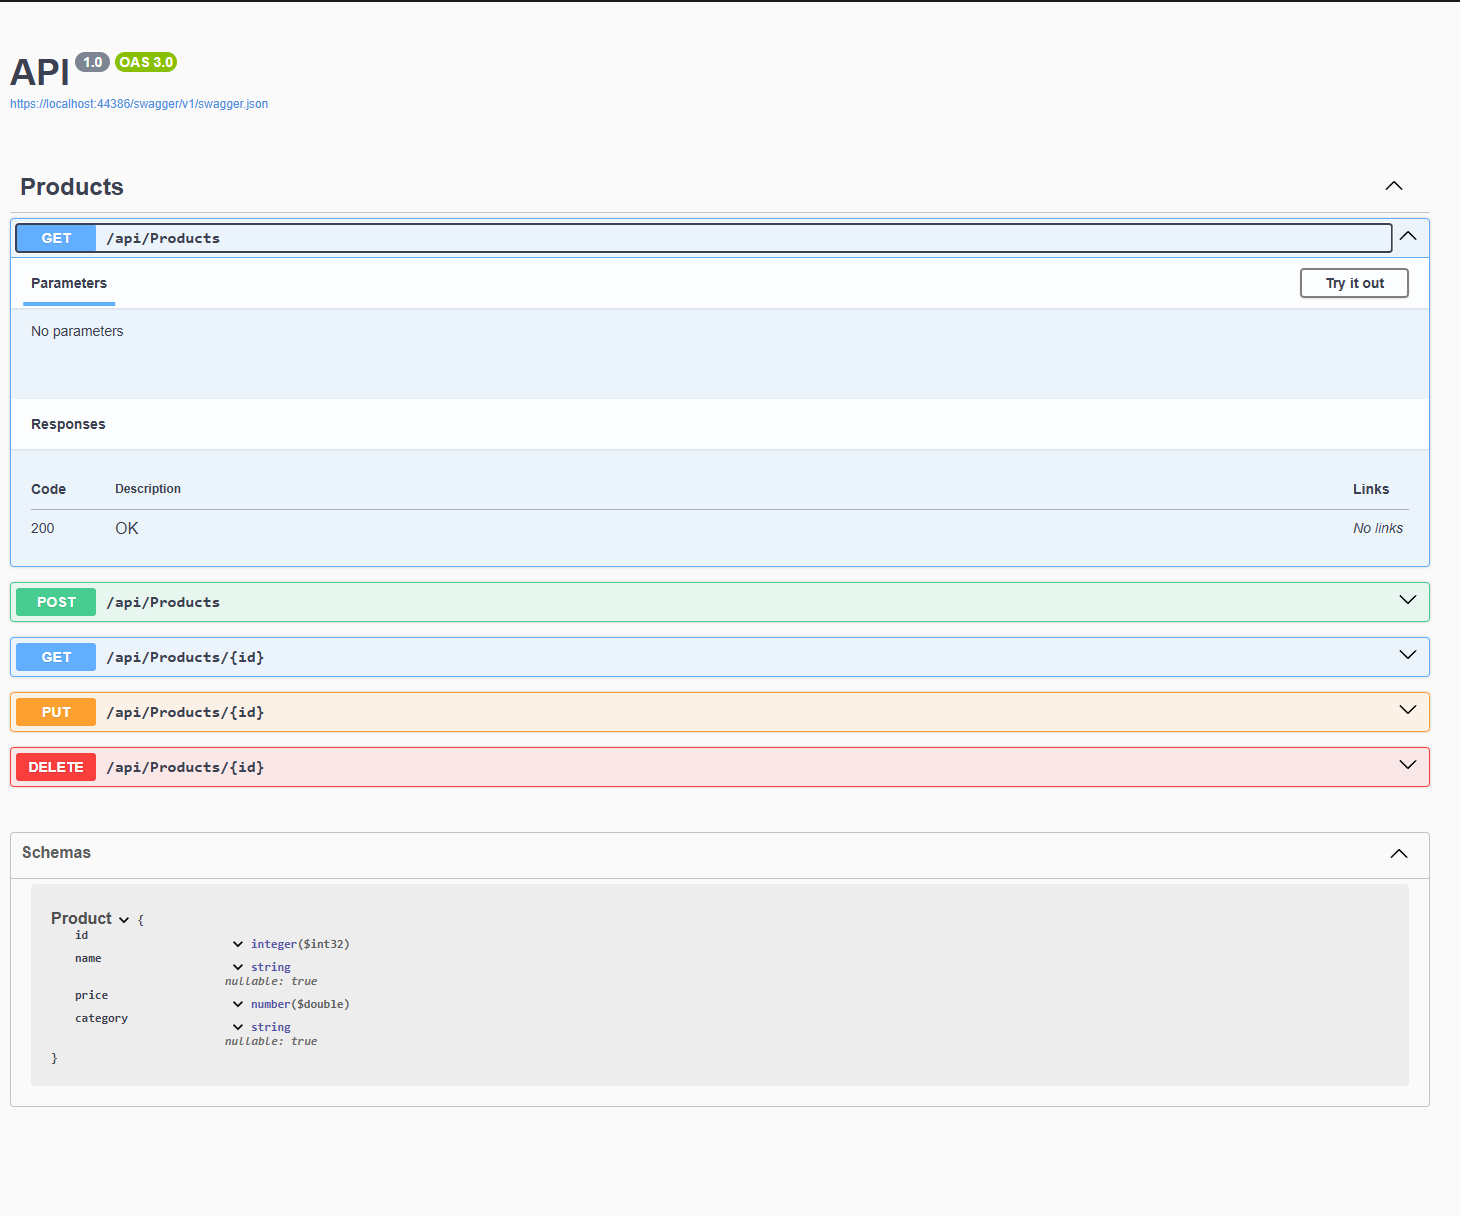 API 1.0 OAS 3.0
https://localhost:44386/swagger/v1/swagger.json
Products
GET /api/Products
Parameters Try it out
No parameters
Responses
Code Description Links
200 OK No links
POST /api/Products
GET /api/Products/{id}
PUT /api/Products/{id}
DELETE /api/Products/{id}
Schemas
Product {
id integer($int32)
name string
nullable: true
price number($double)
category string
nullable: true
}